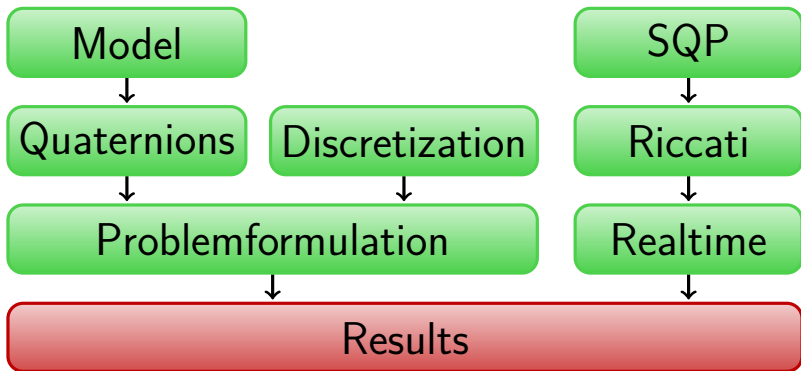 Model
SQP
Quaternions
Discretization
Riccati
Problemformulation
Realtime
Results